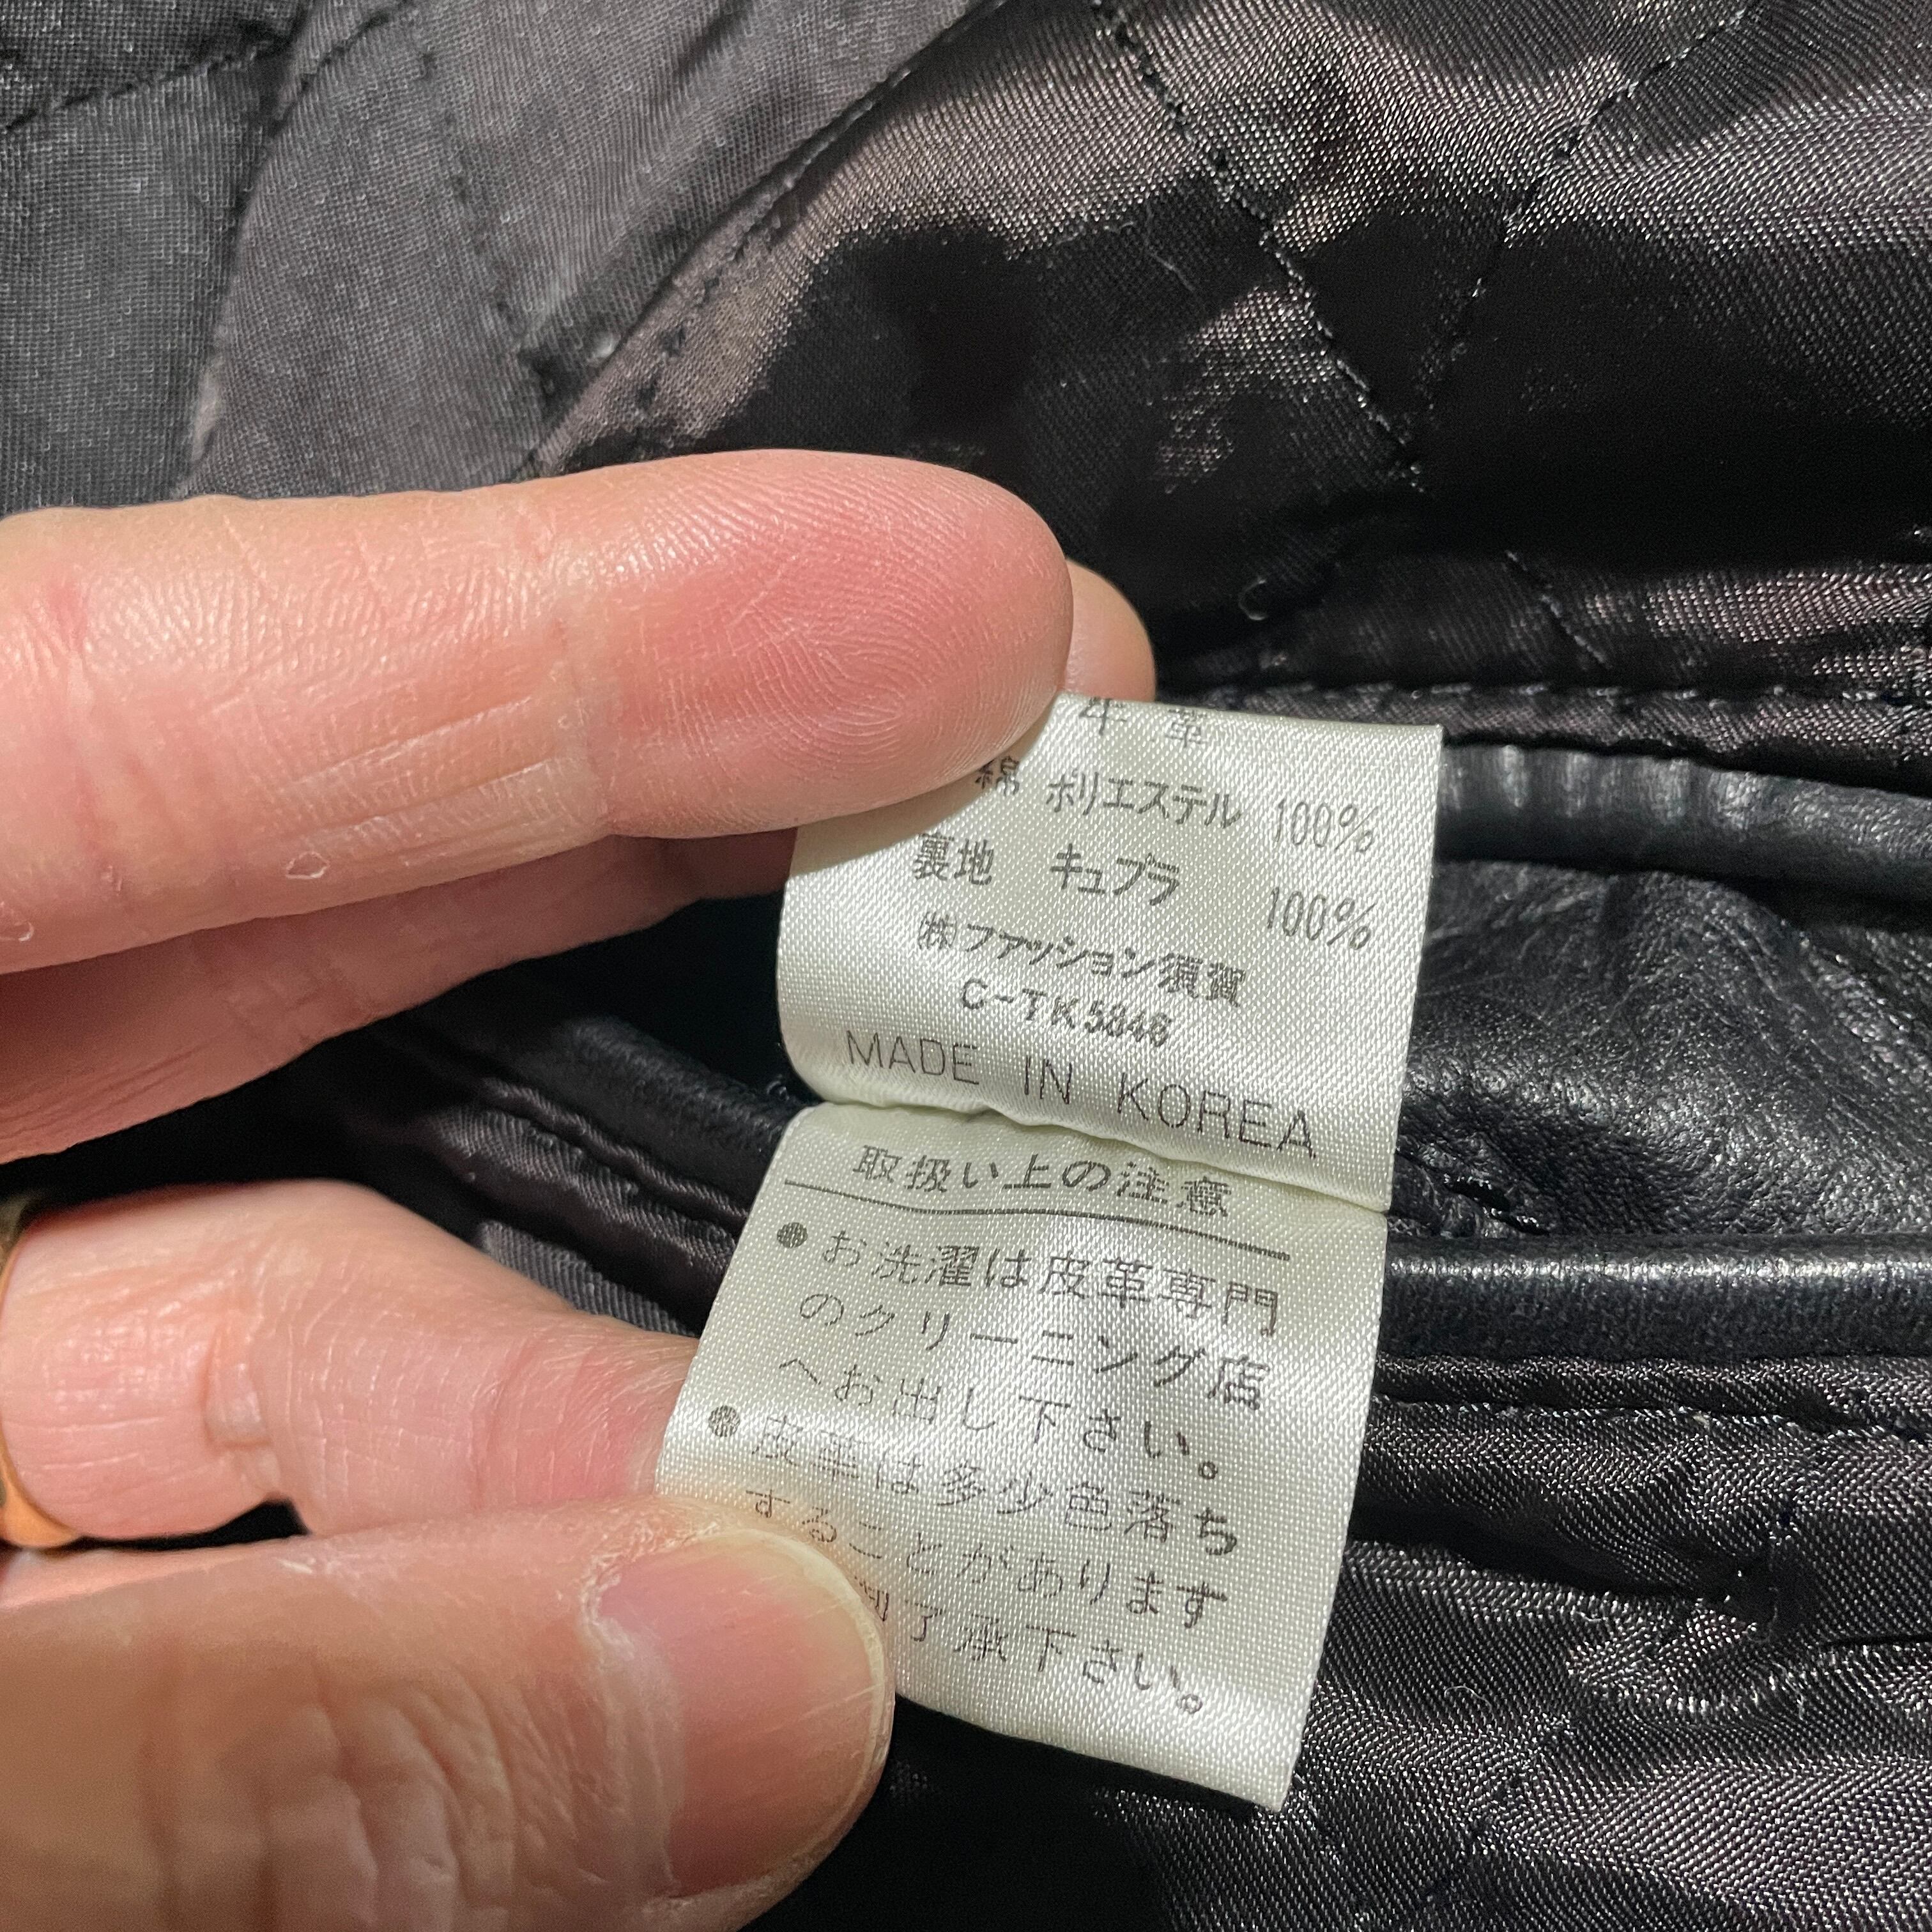 牛革
綿 ポリエステル 100%
裏地 キュプラ 100%
㈱ファッション須賀
C-TK5846
MADE IN KOREA
取扱い上の注意
●お洗濯は皮革専門
のクリーニング店
へお出し下さい。
●皮革は多少色落ち
することがあります
御了承下さい。